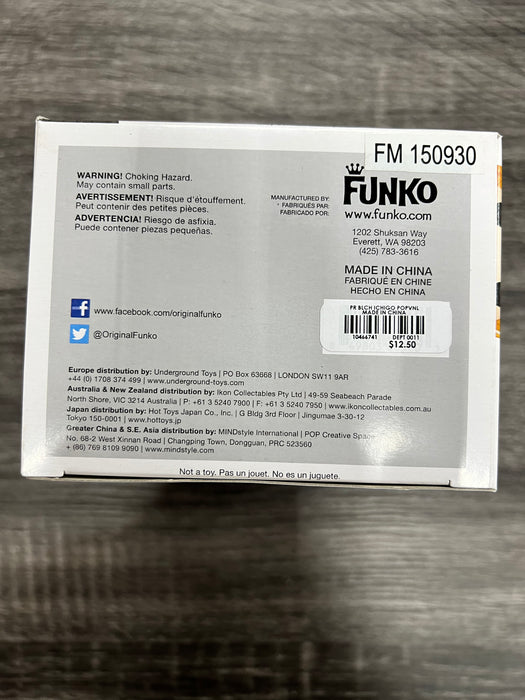 FM 150930
WARNING! Choking Hazard.
May contain small parts.
AVERTISSEMENT! Risque d'étouffement.
Peut contenir des petites pièces.
ADVERTENCIA! Riesgo de asfixia.
Puede contener piezas pequeñas.
MANUFACTURED BY:
FABRIQUÉS PAR:
FABRICADO POR:
FUNKO
www.funko.com
1202 Shuksan Way
Everett, WA 98203
(425) 783-3616
MADE IN CHINA
FABRIQUÉ EN CHINE
HECHO EN CHINA
f www.facebook.com/originalfunko
@OriginalFunko
PR BLCH ICHIGO POPVNL
MADE IN CHINA
10466741 DEPT 0011
$12.50
Europe distribution by: Underground Toys | PO Box 63668 | LONDON SW11 9AR
+44 (0) 1708 374 499 | www.underground-toys.com
Australia & New Zealand distribution by: Ikon Collectables Pty Ltd | 49-59 Seabeach Parade
North Shore, VIC 3214 Australia | P: +61 3 5240 7900 | F: +61 3 5240 7950 | www.ikoncollectables.com.au
Japan distribution by: Hot Toys Japan Co., Inc. | G Bldg 3rd Floor | Jingumae 3-30-12
Tokyo 150-0001 | www.hottoys.jp
Greater China & S.E. Asia distribution by: MINDstyle International | POP Creative Space
No. 68-2 West Xinnan Road | Changping Town, Dongguan, PRC 523560
+ (86) 769 8109 9090 | www.mindstyle.com
Not a toy. Pas un jouet. No es un juguete.